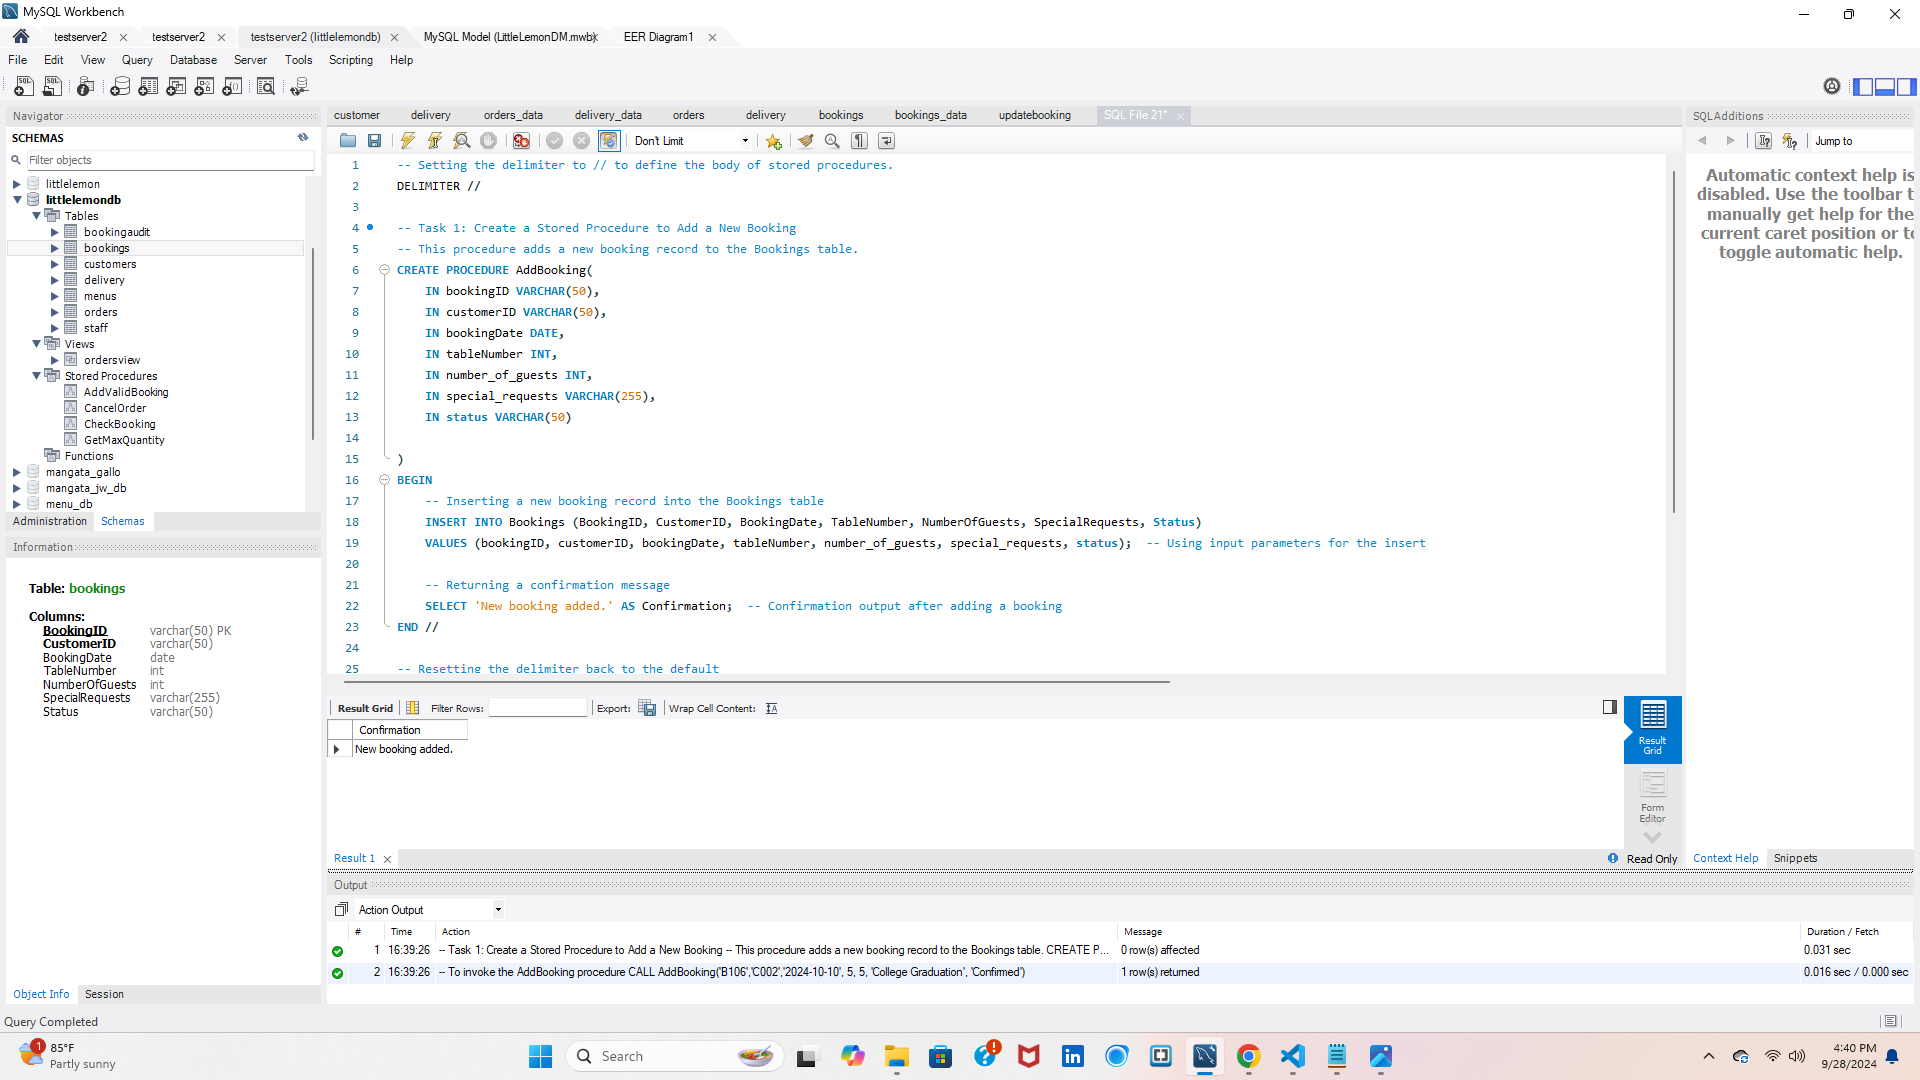 MySQL Workbench
testserver2
testserver2
testserver2 (littlelemondb)
MySQL Model (LittleLemonDM.mwb)
EER Diagram1
File Edit View Query Database Server Tools Scripting Help
Navigator
SCHEMAS
Filter objects
littlelemon
littlelemondb
Tables
bookingaudit
bookings
customers
delivery
menus
orders
staff
Views
ordersview
Stored Procedures
AddValidBooking
CancelOrder
CheckBooking
GetMaxQuantity
Functions
mangata_gallo
mangata_jw_db
menu_db
Administration Schemas
Information
Table: bookings
Columns:
BookingID varchar(50) PK
CustomerID varchar(50)
BookingDate date
TableNumber int
NumberOfGuests int
SpecialRequests varchar(255)
Status varchar(50)
Object Info Session
Query Completed
customer delivery orders_data delivery_data orders delivery bookings bookings_data updatebooking SQL File 21*
Don't Limit
1 -- Setting the delimiter to // to define the body of stored procedures.
2 DELIMITER //
3
4 -- Task 1: Create a Stored Procedure to Add a New Booking
5 -- This procedure adds a new booking record to the Bookings table.
6 CREATE PROCEDURE AddBooking(
7 IN bookingID VARCHAR(50),
8 IN customerID VARCHAR(50),
9 IN bookingDate DATE,
10 IN tableNumber INT,
11 IN number_of_guests INT,
12 IN special_requests VARCHAR(255),
13 IN status VARCHAR(50)
14
15 )
16 BEGIN
17 -- Inserting a new booking record into the Bookings table
18 INSERT INTO Bookings (BookingID, CustomerID, BookingDate, TableNumber, NumberOfGuests, SpecialRequests, Status)
19 VALUES (bookingID, customerID, bookingDate, tableNumber, number_of_guests, special_requests, status); -- Using input parameters for the insert
20
21 -- Returning a confirmation message
22 SELECT 'New booking added.' AS Confirmation; -- Confirmation output after adding a booking
23 END //
24
25 -- Resetting the delimiter back to the default
Result Grid Filter Rows: Export: Wrap Cell Content:
Confirmation
New booking added.
Result
Grid
Form
Editor
Result 1
Read Only
Output
Action Output
# Time Action Message Duration / Fetch
1 16:39:26 -- Task 1: Create a Stored Procedure to Add a New Booking -- This procedure adds a new booking record to the Bookings table. CREATE P... 0 row(s) affected 0.031 sec
2 16:39:26 -- To invoke the AddBooking procedure CALL AddBooking('B106','C002','2024-10-10', 5, 5, 'College Graduation', 'Confirmed') 1 row(s) returned 0.016 sec / 0.000 sec
SQLAdditions
Jump to
Automatic context help is
disabled. Use the toolbar t
manually get help for the
current caret position or to
toggle automatic help.
Context Help Snippets
1
85°F
Partly sunny
Search
4:40 PM
9/28/2024